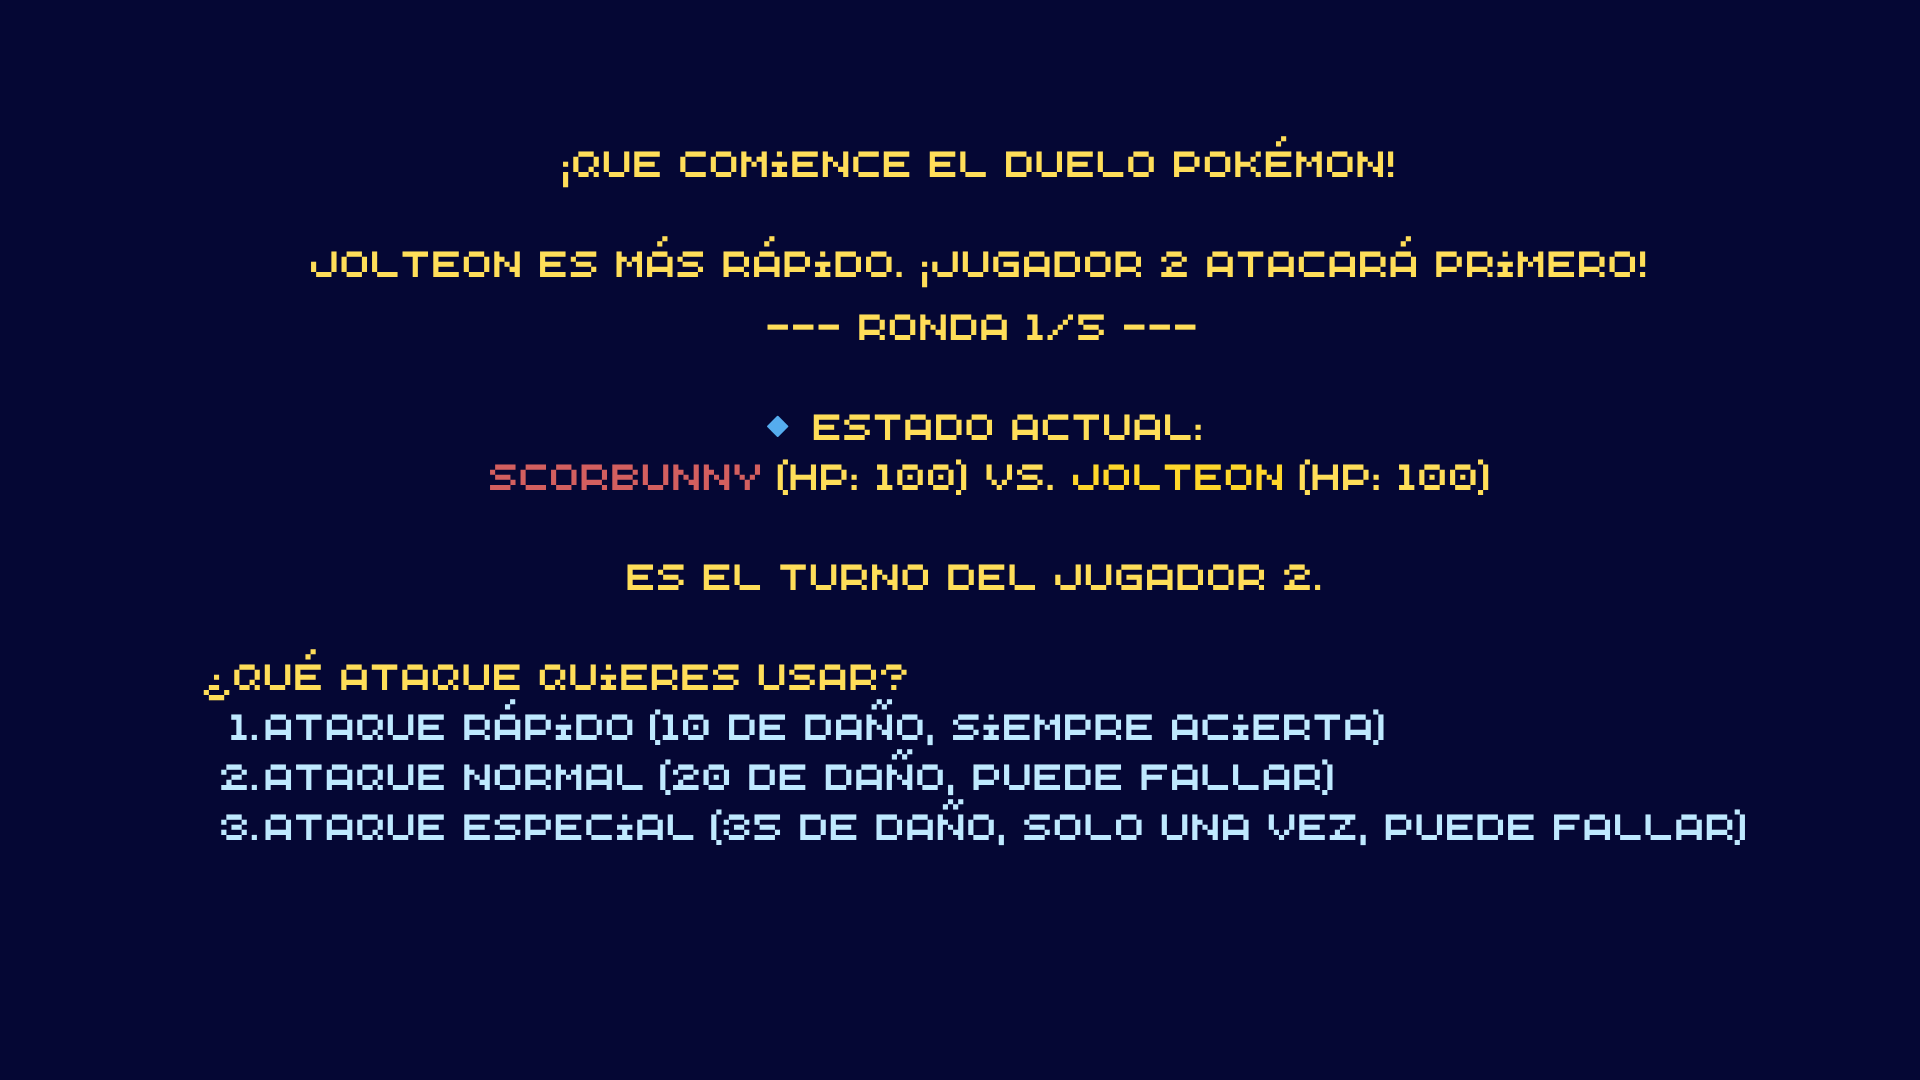 ¡QUE COMIENCE EL DUELO POKÉMON!
JOLTEON ES MÁS RÁPIDO. ¡JUGADOR 2 ATACARÁ PRIMERO!
--- RONDA 1/5 ---
🔹 ESTADO ACTUAL:
SCORBUNNY (HP: 100) VS. JOLTEON (HP: 100)
ES EL TURNO DEL JUGADOR 2.
¿QUÉ ATAQUE QUIERES USAR?
1.ATAQUE RÁPIDO (10 DE DAÑO, SIEMPRE ACIERTA)
2.ATAQUE NORMAL (20 DE DAÑO, PUEDE FALLAR)
3.ATAQUE ESPECIAL (35 DE DAÑO, SOLO UNA VEZ, PUEDE FALLAR)